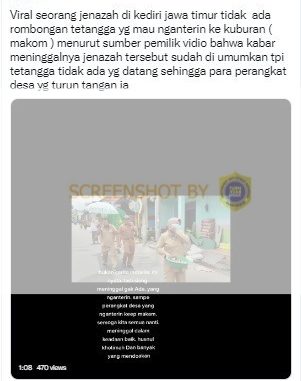 Viral seorang jenazah di kediri jawa timur tidak ada
rombongan tetangga yg mau nganterin ke kuburan (
makom ) menurut sumber pemilik vidio bahwa kabar
meninggalnya jenazah tersebut sudah di umumkan tpi
tetangga tidak ada yg datang sehingga para perangkat
desa yg turun tangan ia
SCREENSHOT BY
meninggal gak Ada, yang
nganterin. sampe
perangkat desa yang
nganterin keep makam.
semoga kita semua nanti
meninggal dalam
keadaan baik, husnul
khotimah Dan banyak
yang mendoakan
1:08 470 views